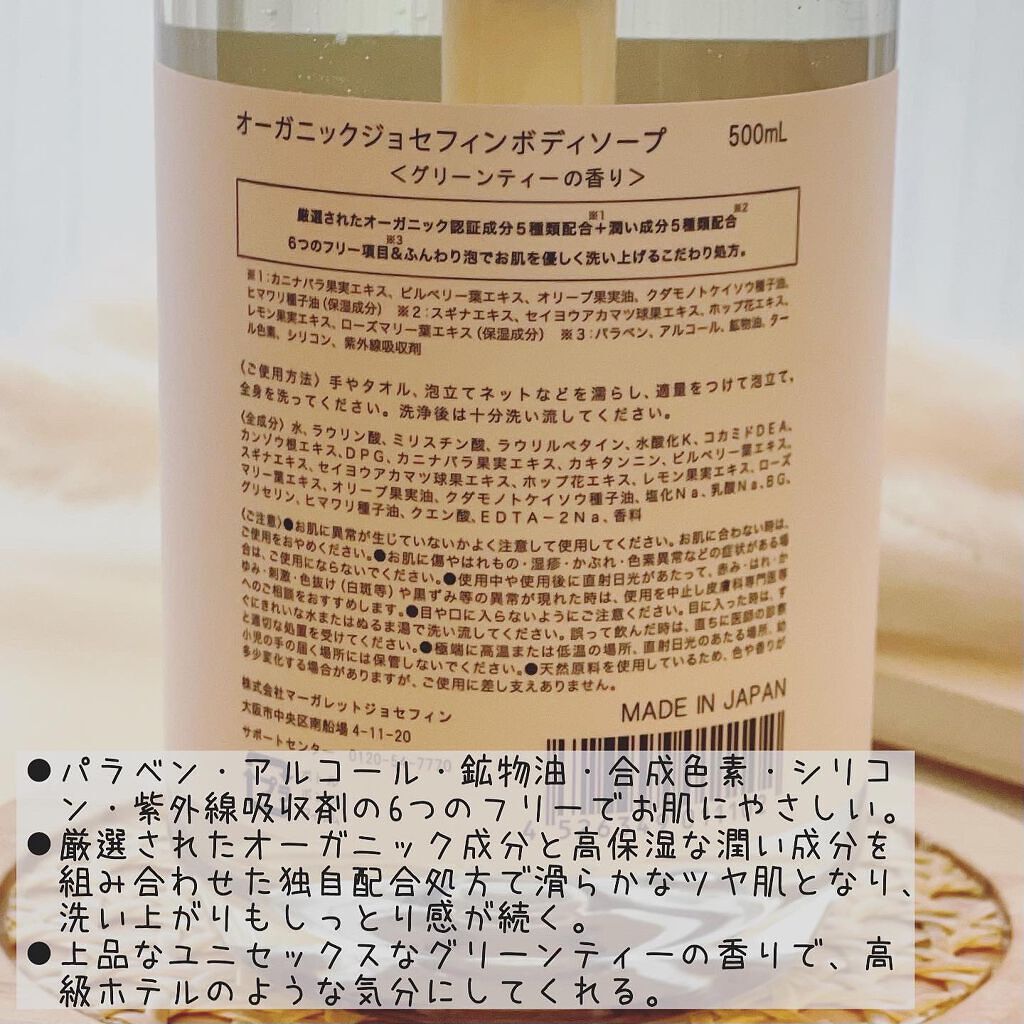 オーガニックジョセフィンボディソープ 500mL
＜グリーンティーの香り＞
厳選されたオーガニック認証成分5種類配合※1＋潤い成分5種類配合※2
6つのフリー項目※3&ふんわり泡でお肌を優しく洗い上げるこだわり処方。
※1:カニナバラ果実エキス、ビルベリー葉エキス、オリーブ果実油、クダモノトケイソウ種子油、
ヒマワリ種子油(保湿成分) ※2:スギナエキス、セイヨウアカマツ球果エキス、ホップ花エキス、
レモン果実エキス、ローズマリー葉エキス(保湿成分) ※3:パラベン、アルコール、鉱物油、ター
ル色素、シリコン、紫外線吸収剤
〈ご使用方法〉手やタオル、泡立てネットなどを濡らし、適量をつけて泡立て、
全身を洗ってください。洗浄後は十分洗い流してください。
〈全成分〉水、ラウリン酸、ミリスチン酸、ラウリルベタイン、水酸化K、コカミドDEA、
カンゾウ根エキス、DPG、カニナバラ果実エキス、カキタンニン、ビルベリー葉エキス、
スギナエキス、セイヨウアカマツ球果エキス、ホップ花エキス、レモン果実エキス、ローズ
マリー葉エキス、オリーブ果実油、クダモノトケイソウ種子油、塩化Na、乳酸Na、BG、
グリセリン、ヒマワリ種子油、クエン酸、EDTA－2Na、香料
〈ご注意〉●お肌に異常が生じていないかよく注意して使用してください。お肌に合わない時は、
ご使用をおやめください。●お肌に傷やはれもの・湿疹・かぶれ・色素異常などの症状がある場
合は、ご使用にならないでください。●使用中や使用後に直射日光があたって、赤み・はれ・か
ゆみ・刺激・色抜け(白斑等)や黒ずみ等の異常が現れた時は、使用を中止し皮膚科専門医等
へのご相談をおすすめします。●目や口に入らないようにご注意ください。目に入った時は、す
ぐにきれいな水またはぬるま湯で洗い流してください。誤って飲んだ時は、直ちに医師の診察
と適切な処置を受けてください。●極端に高温または低温の場所、直射日光のあたる場所、幼
小児の手の届く場所には保管しないでください。●天然原料を使用しているため、色や香りが
多少変化する場合がありますが、ご使用に差し支えありません。
株式会社マーガレットジョセフィン
大阪市中央区南船場4-11-20
MADE IN JAPAN
サポートセンター
●パラベン・アルコール・鉱物油・合成色素・シリコ
ン・紫外線吸収剤の6つのフリーでお肌にやさしい。
●厳選されたオーガニック成分と高保湿な潤い成分を
組み合わせた独自配合処方で滑らかなツヤ肌となり、
洗い上がりもしっとり感が続く。
●上品なユニセックスなグリーンティーの香りで、高
級ホテルのような気分にしてくれる。